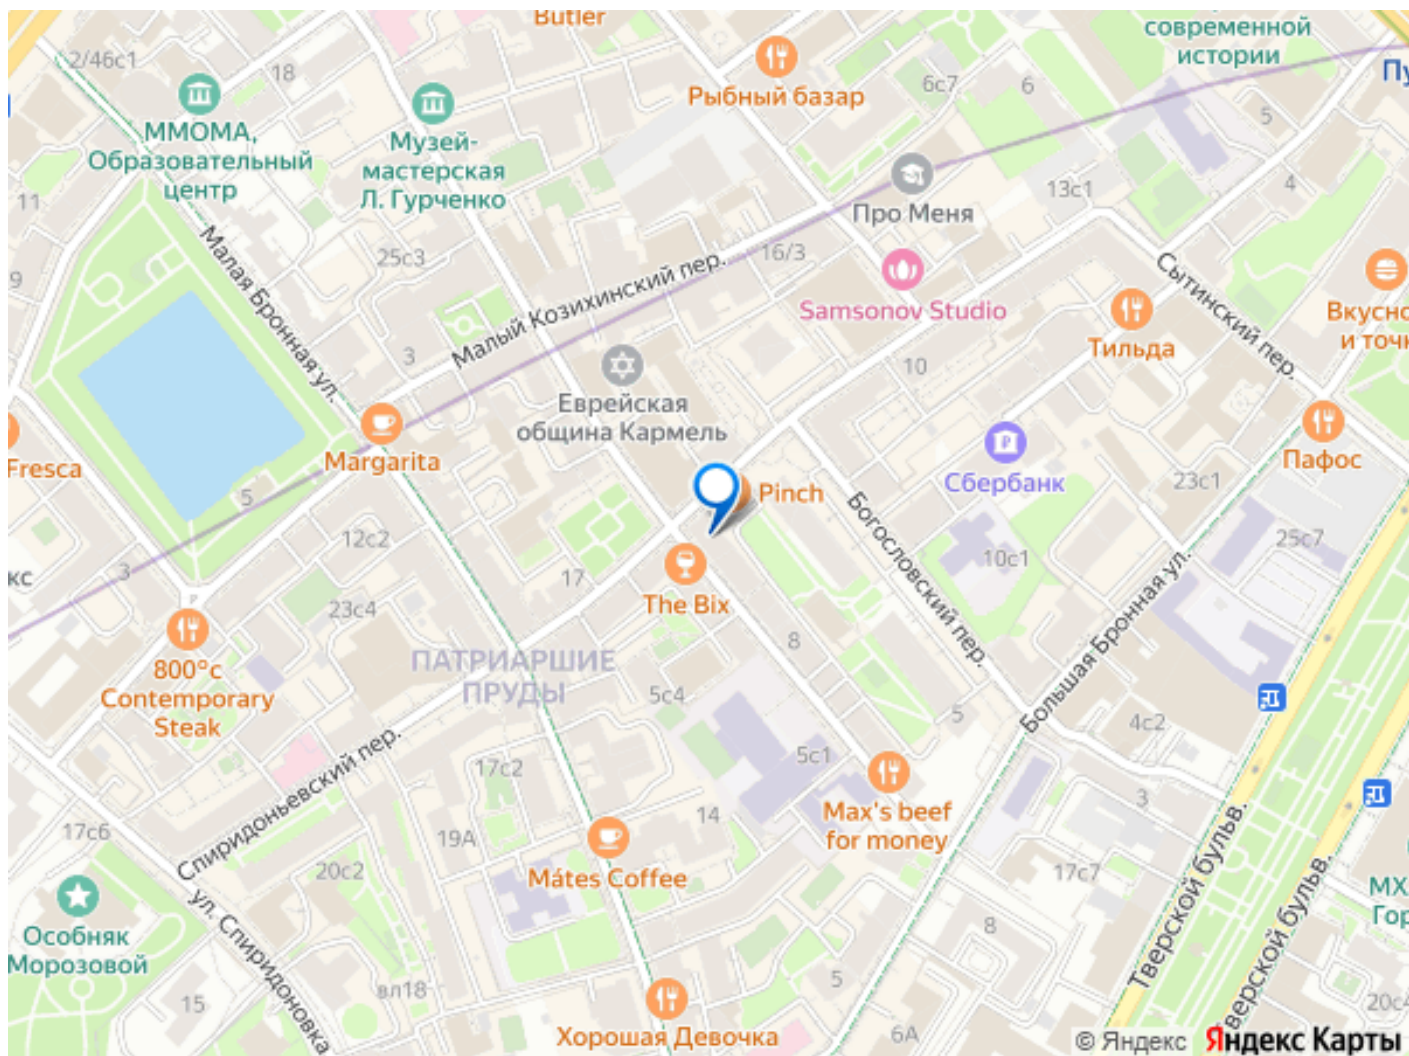 Butler
современной
истории
2/46с1
18
Рыбный базар
6с7
6
5
ММОМА,
Образовательный
центр
Музей-
мастерская
Л. Гурченко
11
9
Про Меня
13с1
4
Малая Бронная ул.
25с3
16/3
Малый Козихинский пер.
Samsonov Studio
Сытинский пер.
Тильда
3
10
Еврейская
община Кармель
Margarita
Fresca
5
Pinch
Сбербанк
Пафос
23с1
12с2
Богословский пер.
10с1
25с7
3
17
The Bix
23с4
8
800°с
Contemporary
Steak
ПАТРИАРШИЕ
ПРУДЫ
5с4
5
Большая Бронная ул.
4с2
Спиридоньевский пер.
17с2
5с1
Max's beef
for money
3
17с6
19А
14
20с2
Mátes Coffee
17с7
Тверской бульв.
Особняк
Морозовой
ул. Спиридоновка
8
15
вл18
5
20с4
Хорошая Девочка
6А
© Яндекс
Яндекс Карты